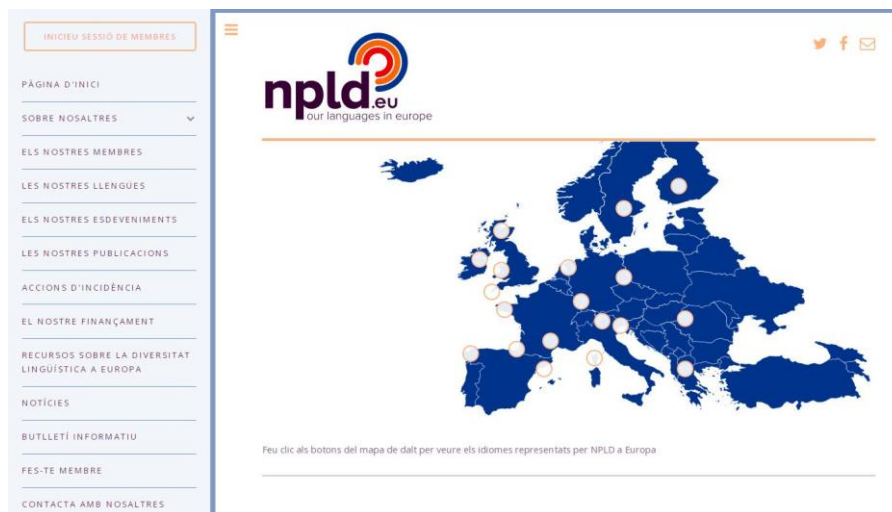 INICIEU SESSIÓ DE MEMBRES
PÀGINA D'INICI
SOBRE NOSALTRES
ELS NOSTRES MEMBRES
LES NOSTRES LLENGÜES
ELS NOSTRES ESDEVENIMENTS
LES NOSTRES PUBLICACIONS
ACCIONS D'INCIDÈNCIA
EL NOSTRE FINANÇAMENT
RECURSOS SOBRE LA DIVERSITAT
LINGÜÍSTICA A EUROPA
NOTÍCIES
BUTLLETÍ INFORMATIU
FES-TE MEMBRE
CONTACTA AMB NOSALTRES
npld.eu
our languages in europe
Feu clic als botons del mapa de dalt per veure els idiomes representats per NPLD a Europa